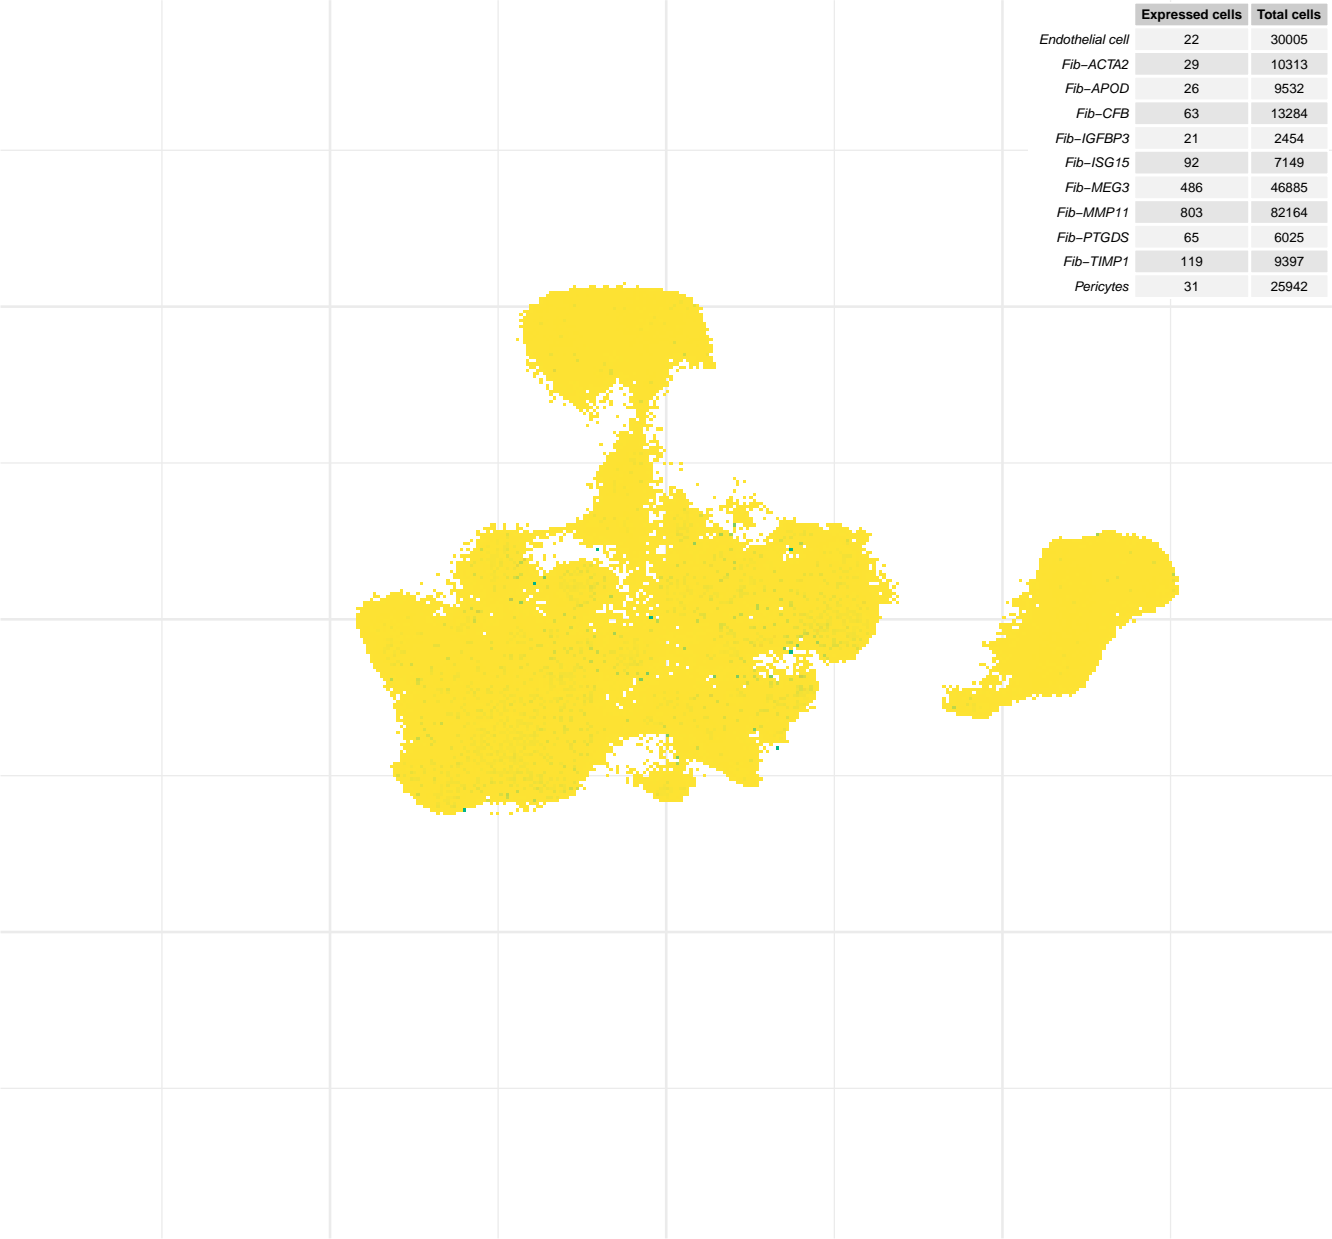 Expressed cells Total cells
Endothelial cell 22 30005
Fib−ACTA2 29 10313
Fib−APOD 26 9532
Fib−CFB 63 13284
Fib−IGFBP3 21 2454
Fib−ISG15 92 7149
Fib−MEG3 486 46885
Fib−MMP11 803 82164
Fib−PTGDS 65 6025
Fib−TIMP1 119 9397
Pericytes 31 25942